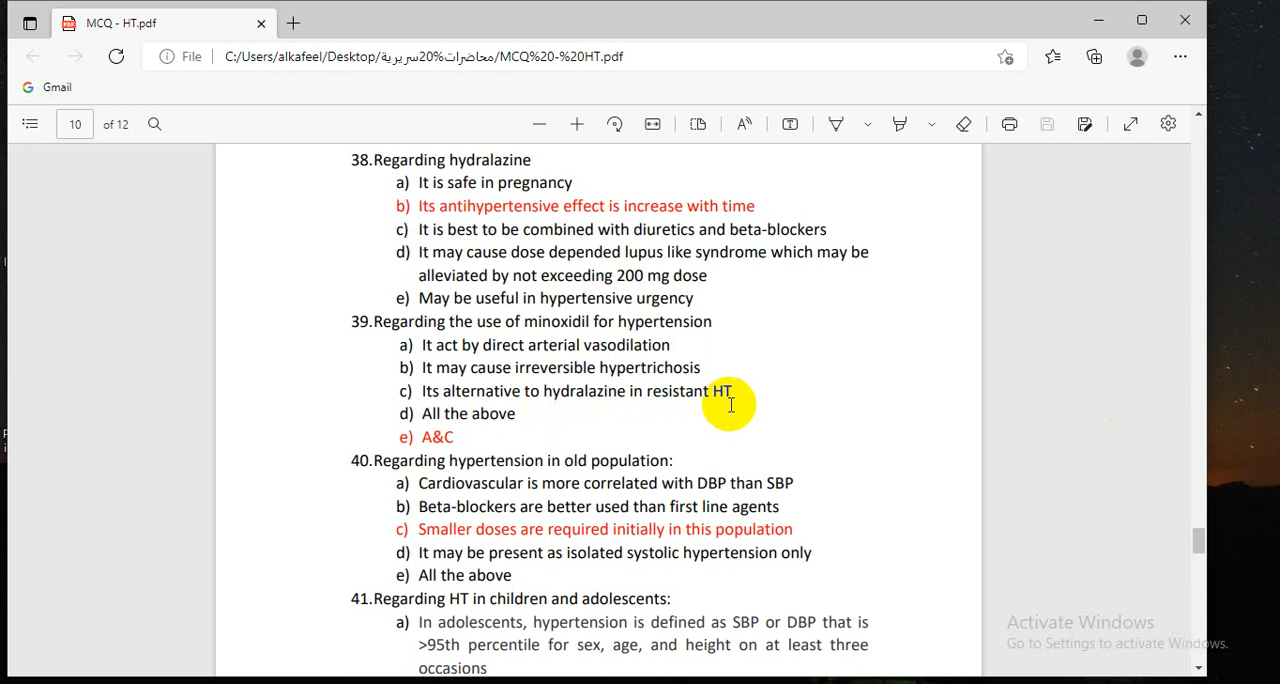 MCQ - HT.pdf
File C:/Users/alkafeel/Desktop/محاضرات%20سريرية/MCQ%20-%20HT.pdf
Gmail
10 of 12
38.Regarding hydralazine
a) It is safe in pregnancy
b) Its antihypertensive effect is increase with time
c) It is best to be combined with diuretics and beta-blockers
d) It may cause dose depended lupus like syndrome which may be
alleviated by not exceeding 200 mg dose
e) May be useful in hypertensive urgency
39.Regarding the use of minoxidil for hypertension
a) It act by direct arterial vasodilation
b) It may cause irreversible hypertrichosis
c) Its alternative to hydralazine in resistant HT
d) All the above
e) A&C
40.Regarding hypertension in old population:
a) Cardiovascular is more correlated with DBP than SBP
b) Beta-blockers are better used than first line agents
c) Smaller doses are required initially in this population
d) It may be present as isolated systolic hypertension only
e) All the above
41.Regarding HT in children and adolescents:
a) In adolescents, hypertension is defined as SBP or DBP that is
>95th percentile for sex, age, and height on at least three
occasions
Activate Windows
Go to Settings to activate Windows.